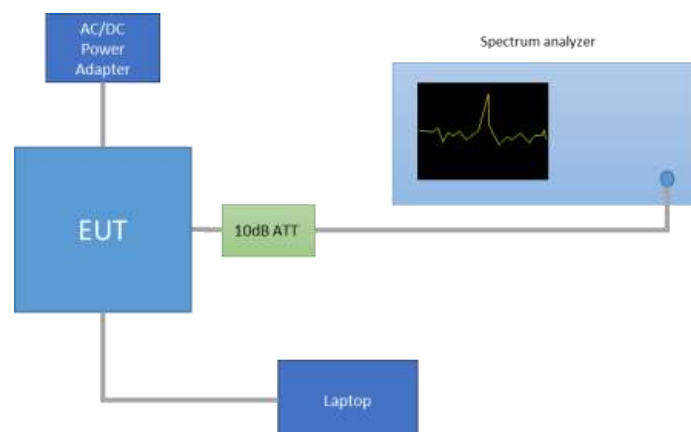 AC/DC
Power
Adapter
Spectrum analyzer
EUT
10dB ATT
Laptop